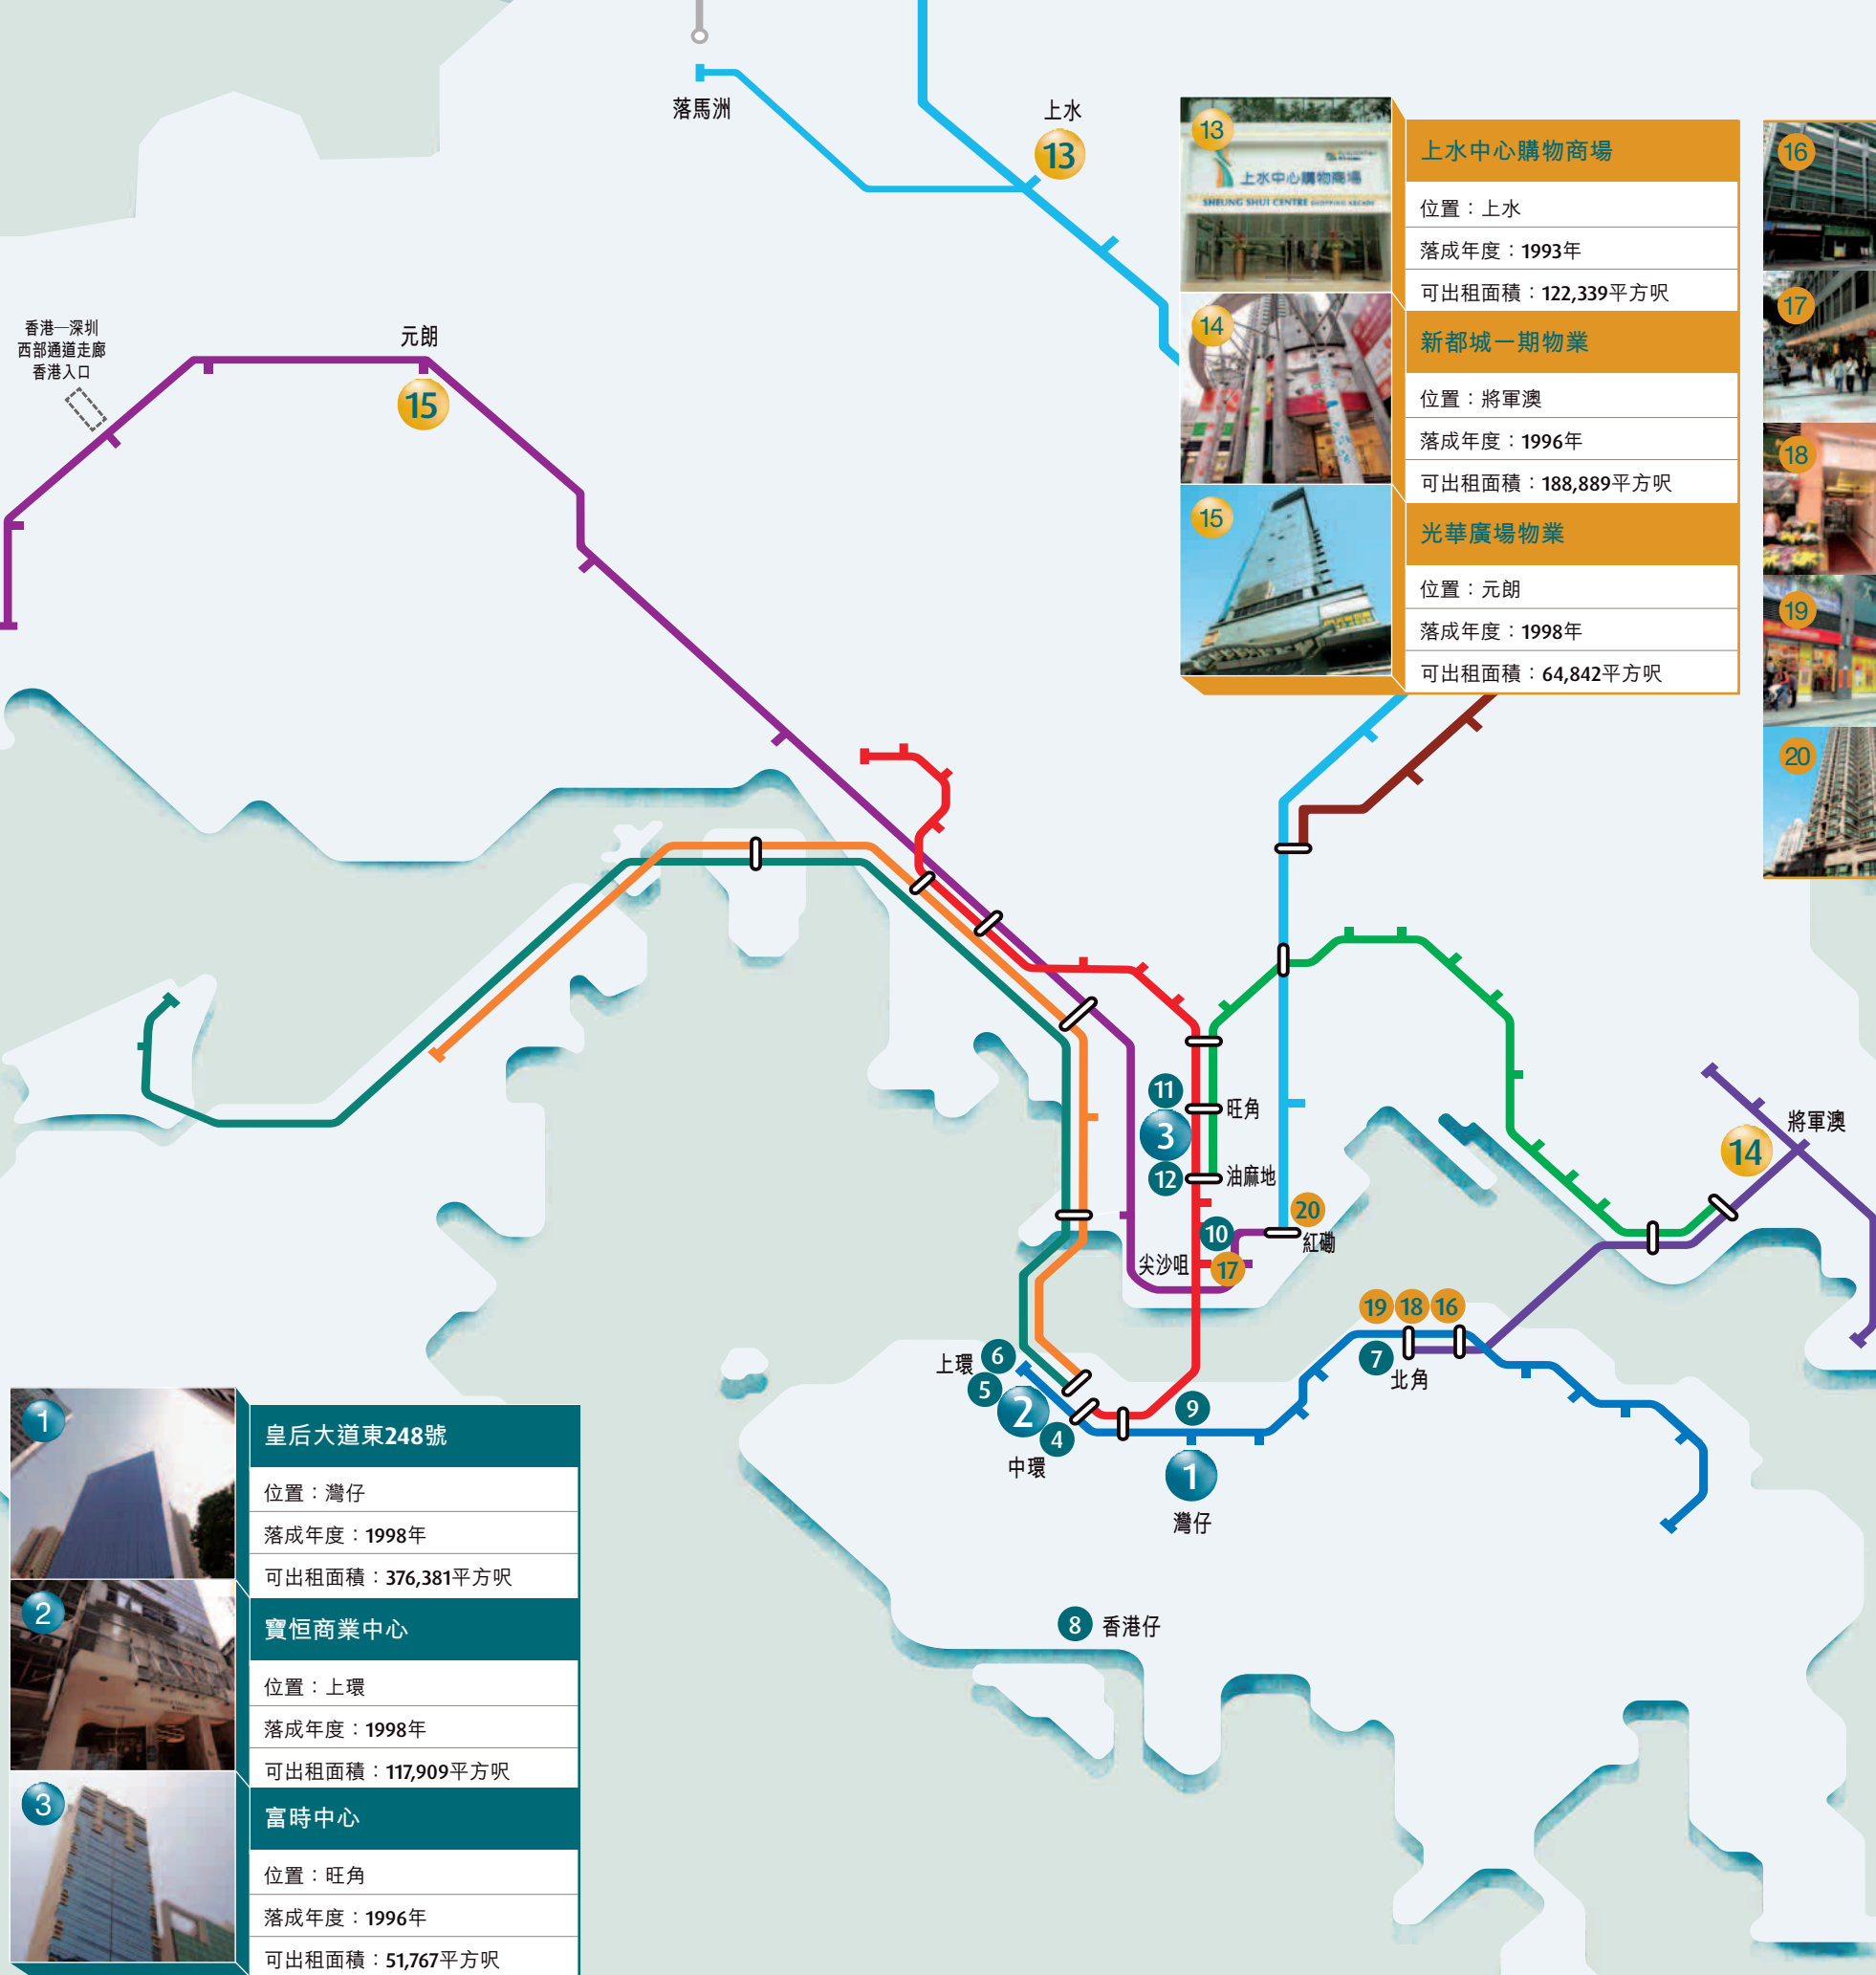 落馬洲
上水
13
香港—深圳
西部通道走廊
香港入口
元朗
15
13
上水中心購物商場
SHEUNG SHUI CENTRE SHOPPING ARCADE
上水中心購物商場
位置：上水
落成年度：1993年
可出租面積：122,339平方呎
14
新都城一期物業
位置：將軍澳
落成年度：1996年
可出租面積：188,889平方呎
15
光華廣場物業
位置：元朗
落成年度：1998年
可出租面積：64,842平方呎
16
17
18
19
20
11
旺角
3
12
油麻地
將軍澳
14
20
紅磡
10
尖沙咀
17
19 18 16
7
北角
上環
6
5
2
4
中環
9
1
灣仔
8 香港仔
1
皇后大道東248號
位置：灣仔
落成年度：1998年
可出租面積：376,381平方呎
2
寶恒商業中心
位置：上環
落成年度：1998年
可出租面積：117,909平方呎
3
富時中心
位置：旺角
落成年度：1996年
可出租面積：51,767平方呎